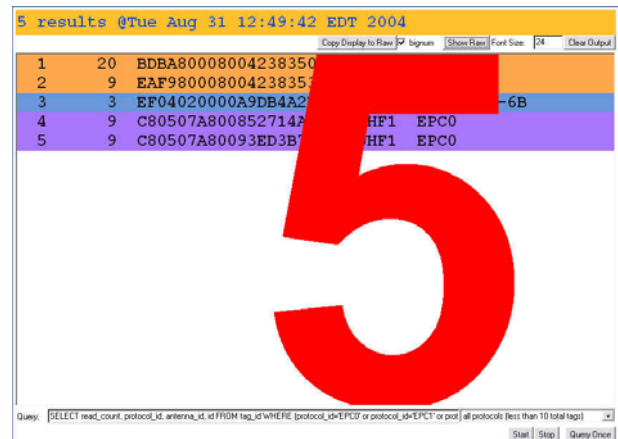 5 results @Tue Aug 31 12:49:42 EDT 2004
Copy Display to Raw bignum Show Raw Font Size: 24 Clear Output
1 20 BDBA80008004238350
2 9 EAF980008004238353
3 3 EF04020000A9DB4A2 -6B
4 9 C80507A800852714A HF1 EPC0
5 9 C80507A80093ED3B HF1 EPC0
5
Query: SELECT read_count, protocol_id, antenna_id, id FROM tag_id WHERE (protocol_id='EPC0' or protocol_id='EPC1' or prot all protocols (less than 10 total tags)
Start Stop Query Once